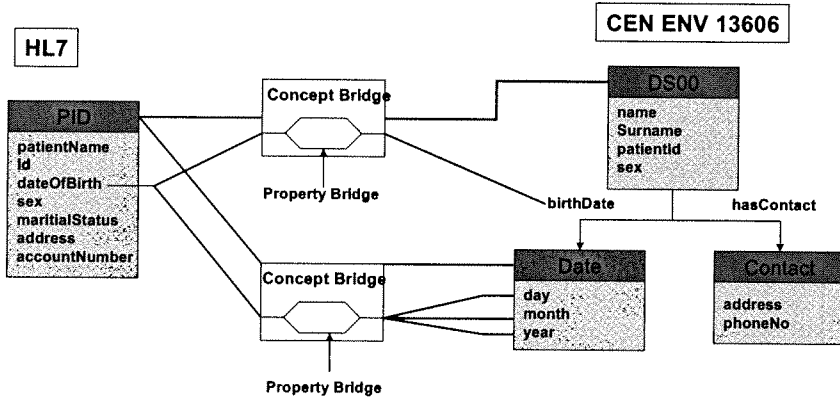 HL7
CEN ENV 13606
PID
patientName
id
dateOfBirth
sex
maritialStatus
address
accountNumber
Concept Bridge
Property Bridge
DS00
name
Surname
patientId
sex
birthDate
hasContact
Concept Bridge
Property Bridge
Date
day
month
year
Contact
address
phoneNo